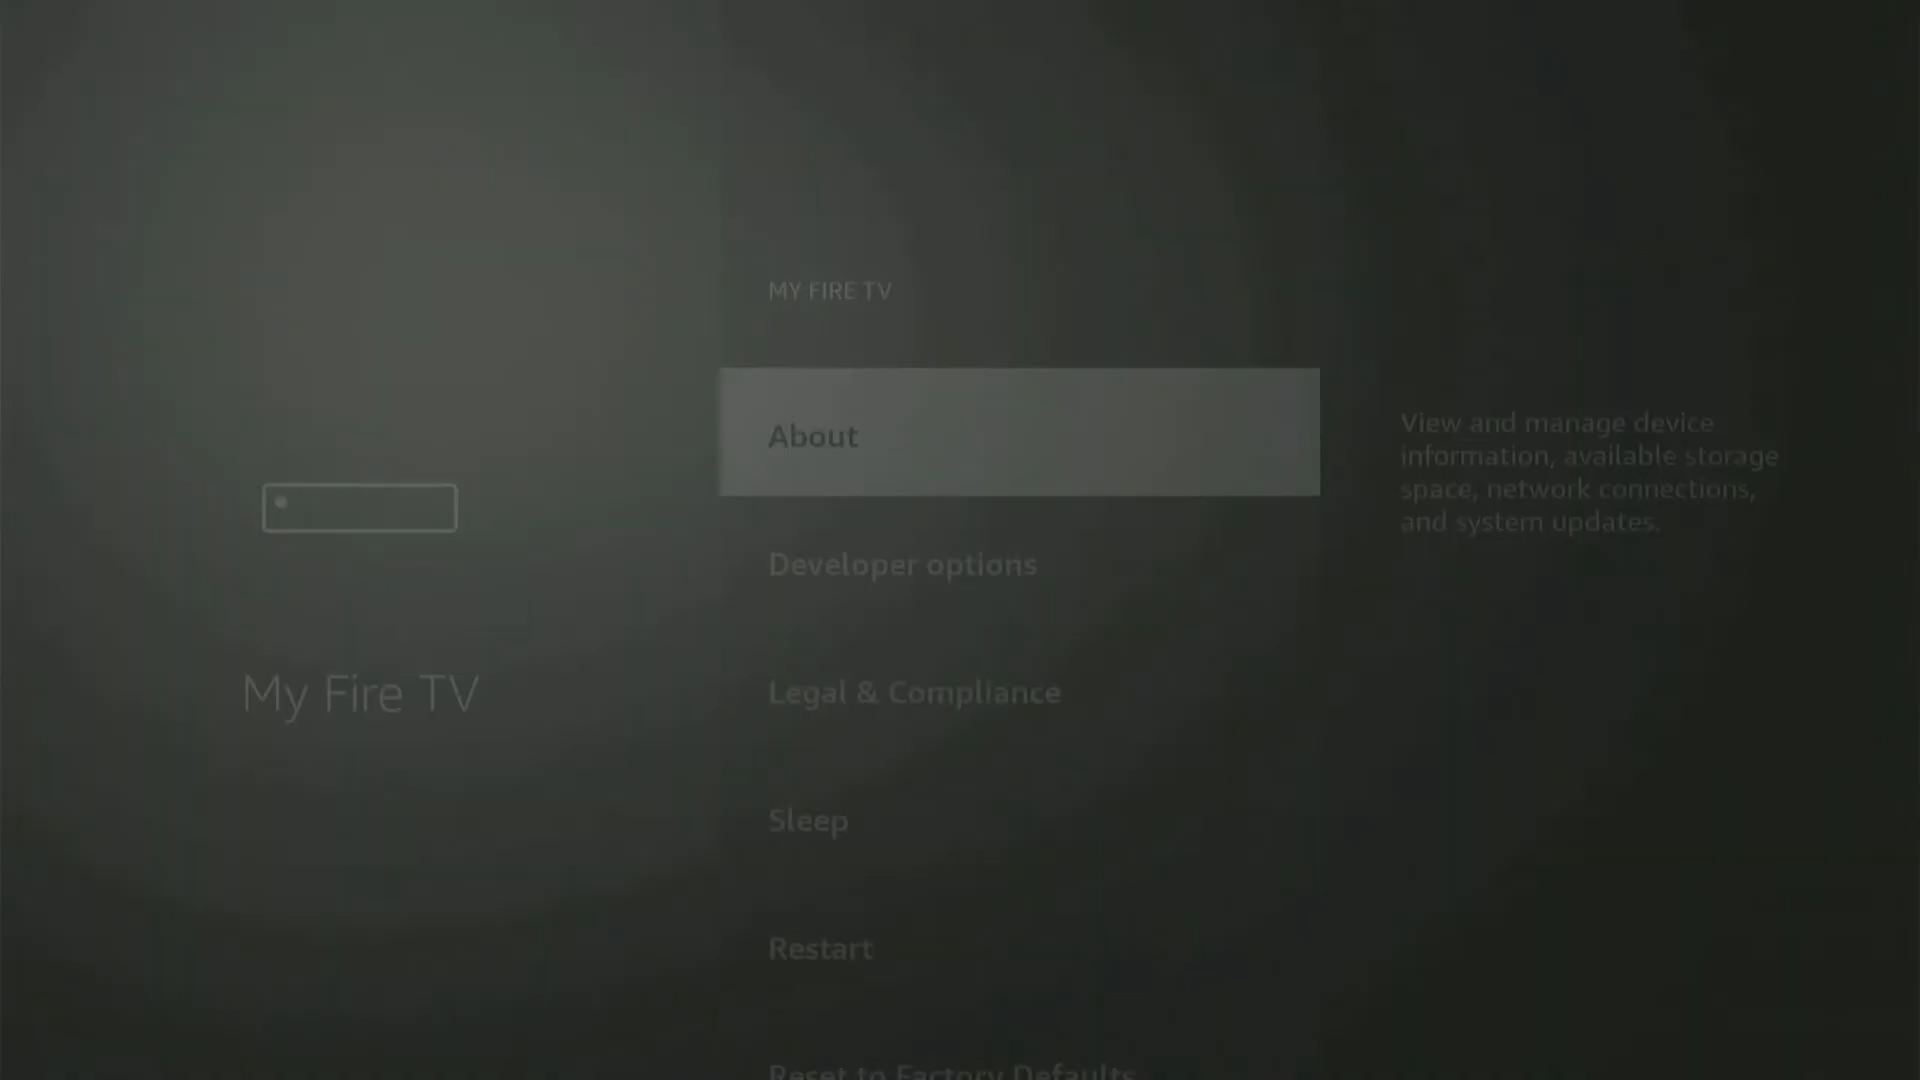 MY FIRE TV
About
View and manage device
information, available storage
space, network connections,
and system updates.
Developer options
My Fire TV
Legal & Compliance
Sleep
Restart
Reset to Factory Defaults